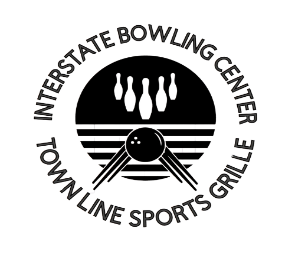 INTERSTATE BOWLING CENTER
TOWN LINE SPORTS GRILLE